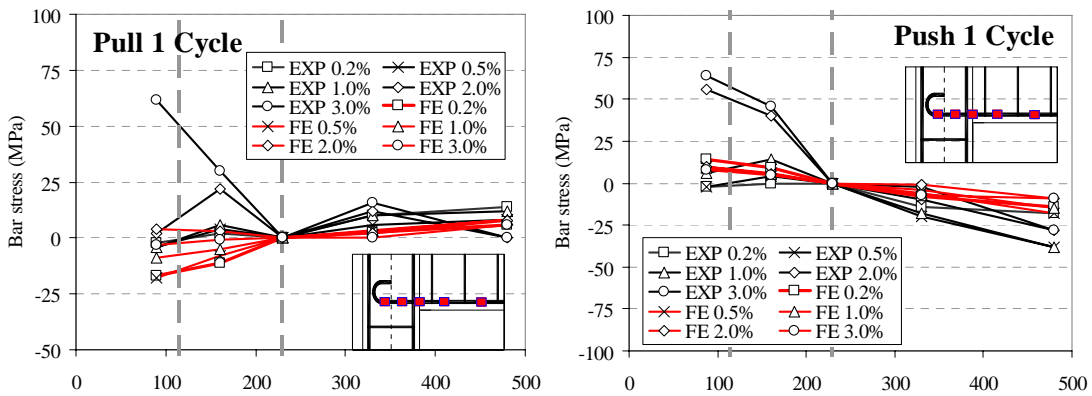 Pull 1 Cycle
Bar stress (MPa)
100
75
50
25
0
-25
-50
0 100 200 300 400 500
EXP 0.2% EXP 0.5%
EXP 1.0% EXP 2.0%
EXP 3.0% FE 0.2%
FE 0.5% FE 1.0%
FE 2.0% FE 3.0%
Push 1 Cycle
Bar stress (MPa)
100
75
50
25
0
-25
-50
-75
-100
0 100 200 300 400 500
EXP 0.2% EXP 0.5%
EXP 1.0% EXP 2.0%
EXP 3.0% FE 0.2%
FE 0.5% FE 1.0%
FE 2.0% FE 3.0%